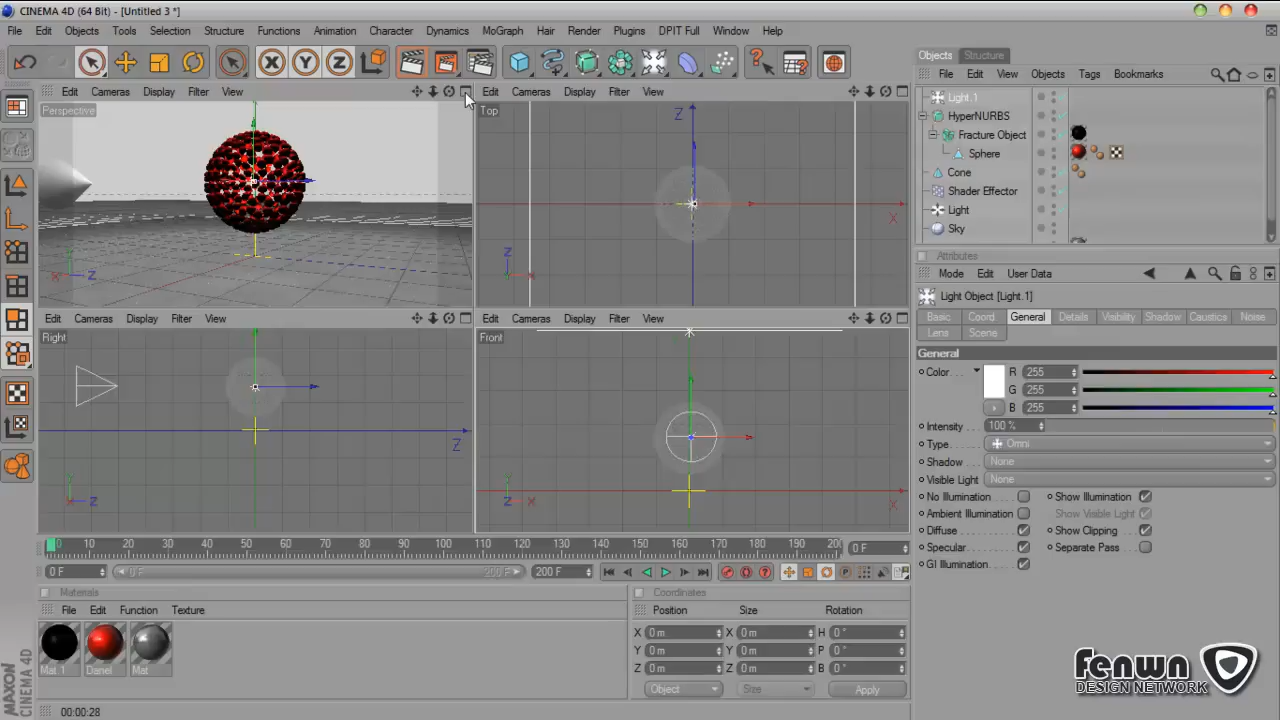 CINEMA 4D (64 Bit) - [Untitled 3 *]
File Edit Objects Tools Selection Structure Functions Animation Character Dynamics MoGraph Hair Render Plugins DPIT Full Window Help
X Y Z
Objects Structure
File Edit View Objects Tags Bookmarks
Edit Cameras Display Filter View
Perspective
Edit Cameras Display Filter View
Top
Z
X
Z
Light.1
HyperNURBS
Fracture Object
Sphere
Cone
Shader Effector
Light
Sky
Attributes
Mode Edit User Data
Light Object [Light.1]
Basic Coord General Details Visibility Shadow Caustics Noise
Lens Scene
General
Color R 255
G 255
B 255
Intensity 100 %
Type Omni
Shadow None
Visible Light None
No Illumination Show Illumination
Ambient Illumination Show Visible Light
Diffuse Show Clipping
Specular Separate Pass
GI Illumination
Edit Cameras Display Filter View
Right
Z
Y
Z
Edit Cameras Display Filter View
Front
X
Y
Z X
0 10 20 30 40 50 60 70 80 90 100 110 120 130 140 150 160 170 180 190 20( 0 F
0 F 0 F 200 F 200 F
Materials
File Edit Function Texture
Mat 1 Danel Mat
Coordinates
Position Size Rotation
X 0 m X 0 m H 0 °
Y 0 m Y 0 m P 0 °
Z 0 m Z 0 m B 0 °
Object Size Apply
MAXON
CINEMA 4D
00:00:28
Fenwn
DESIGN NETWORK